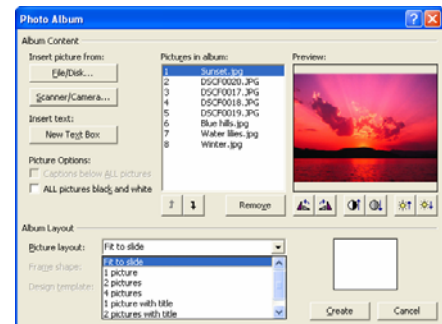 Photo Album
Album Content
Insert picture from:
File/Disk...
Scanner/Camera...
Insert text:
New Text Box
Picture Options:
Captions below ALL pictures
ALL pictures black and white
Pictures in album:
1 Sunset.jpg
2 DSCF0020.JPG
3 DSCF0017.JPG
4 DSCF0018.JPG
5 DSCF0019.JPG
6 Blue hills.jpg
7 Water lilies.jpg
8 Winter.jpg
Remove
Preview:
Album Layout
Picture layout:
Fit to slide
Fit to slide
1 picture
2 pictures
4 pictures
1 picture with title
2 pictures with title
Frame shape:
Design template:
Create
Cancel